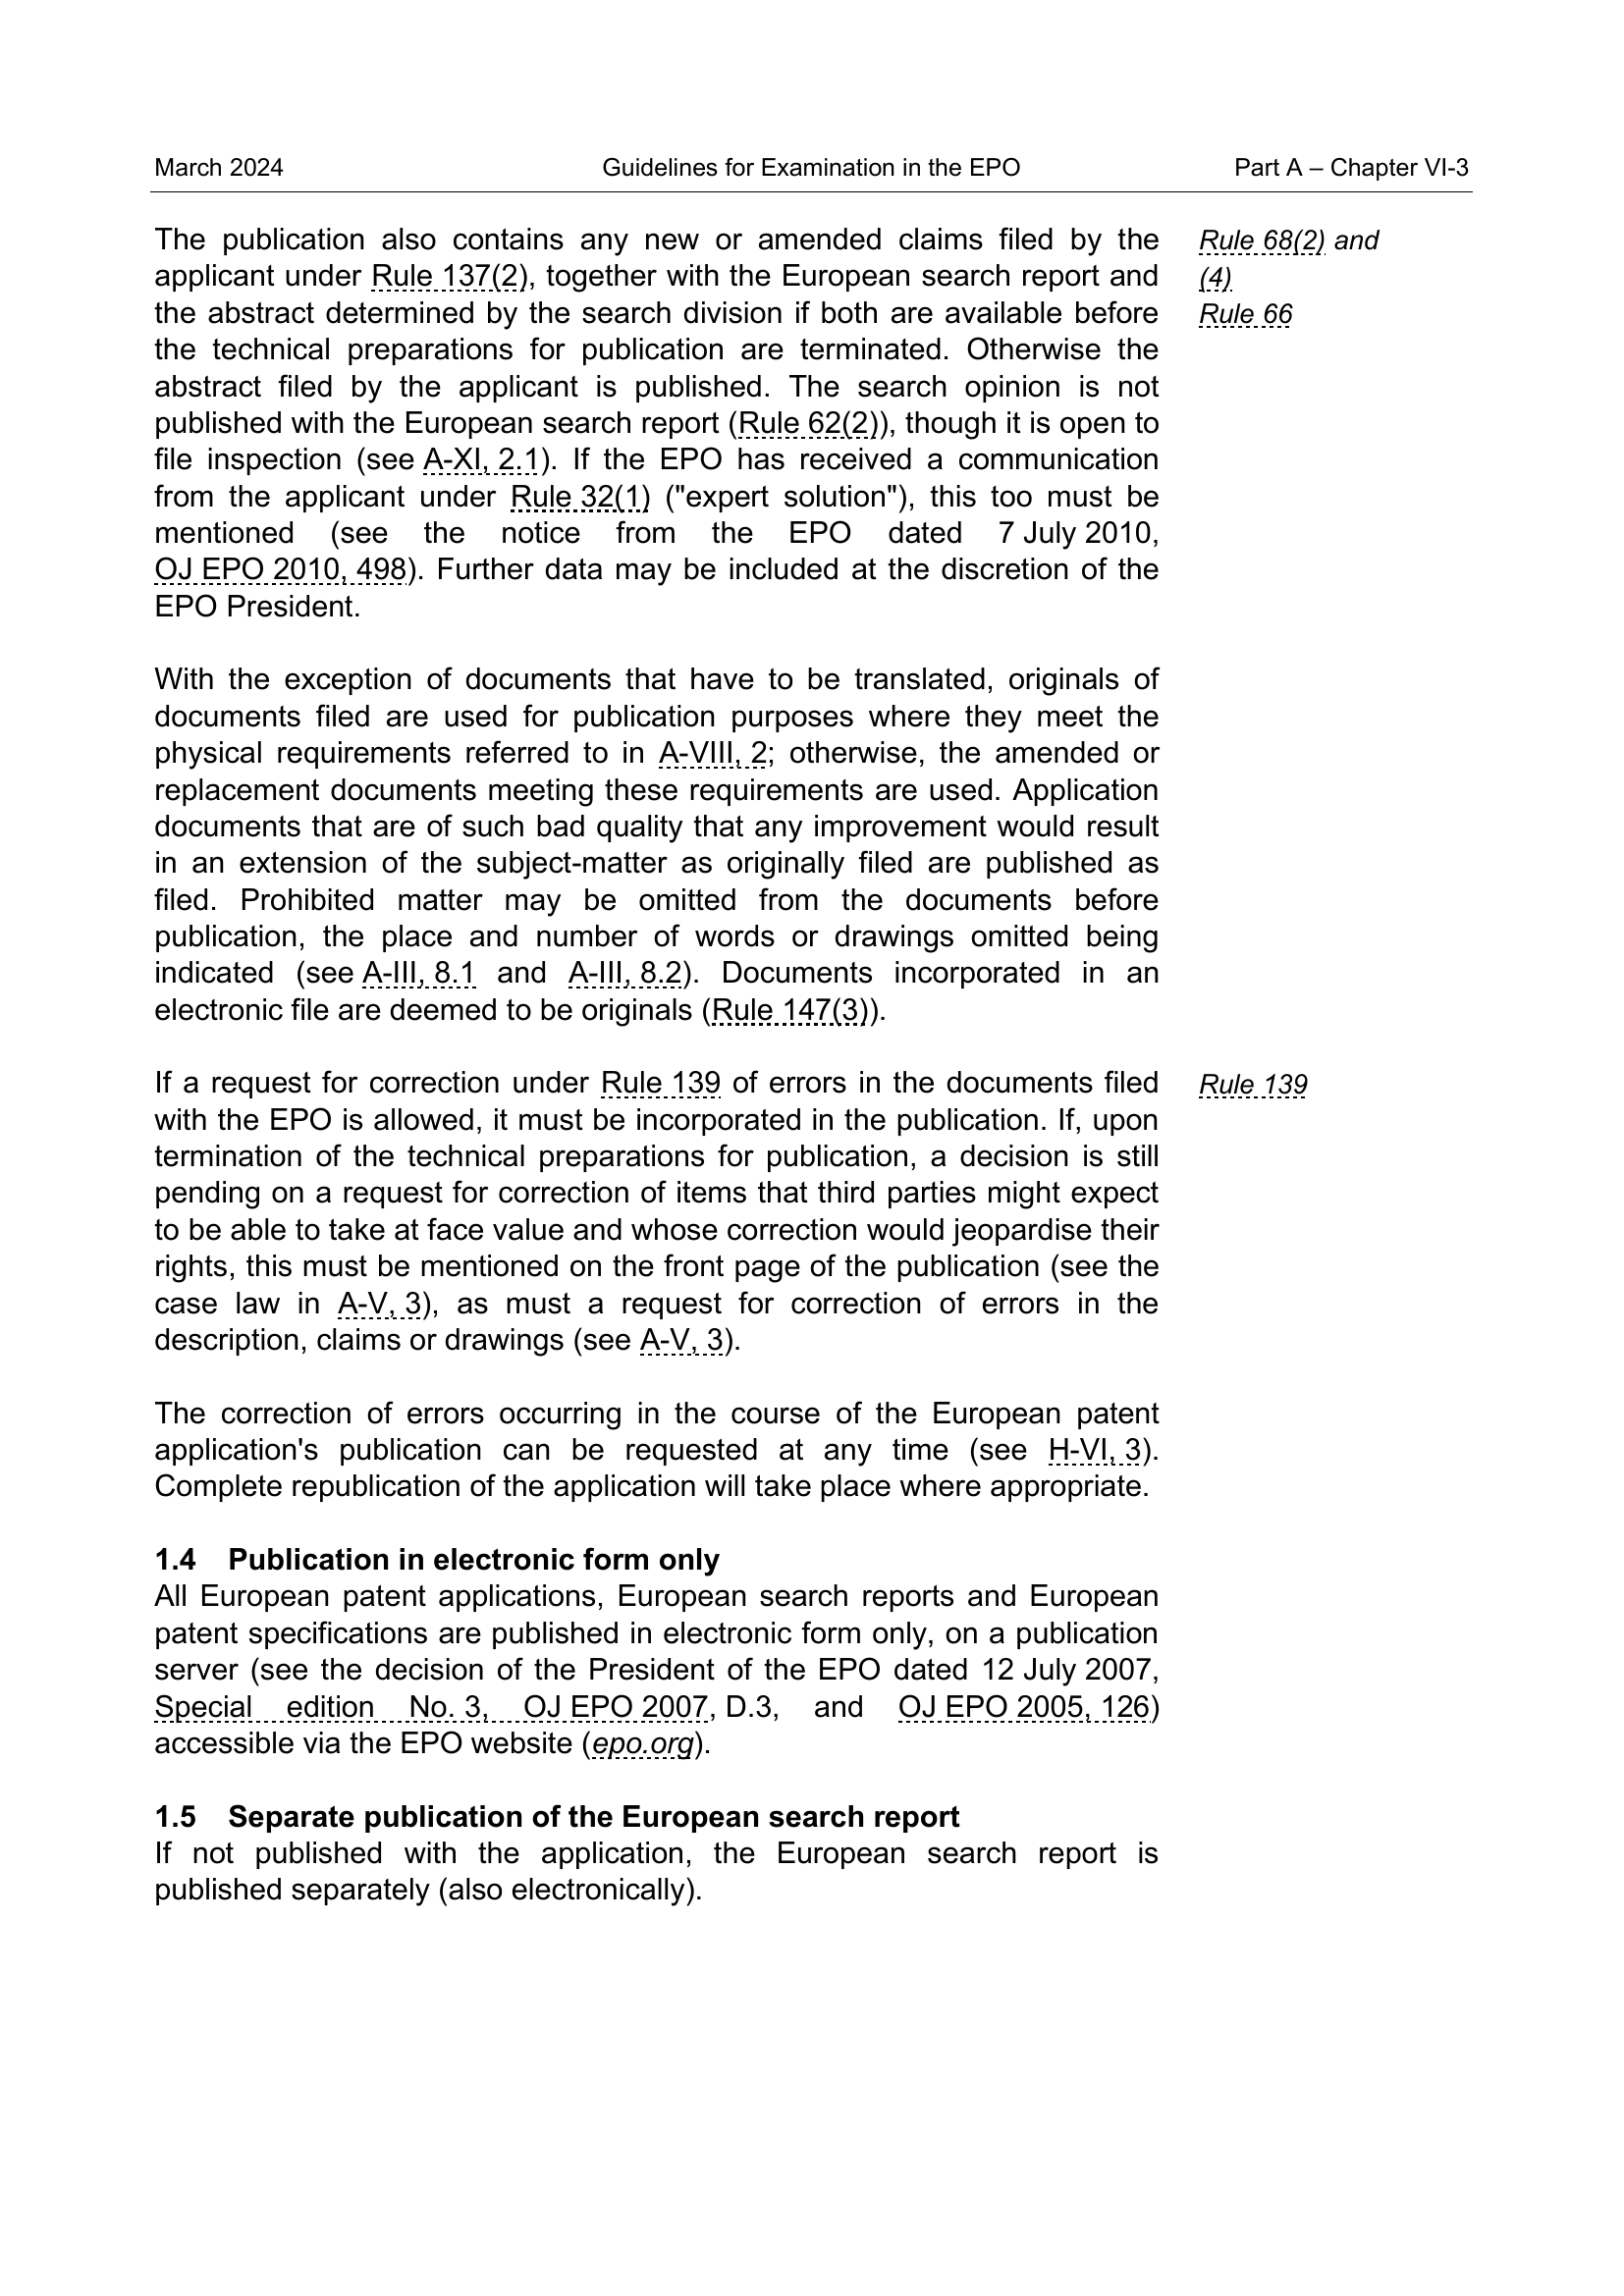 March 2024 Guidelines for Examination in the EPO Part A – Chapter VI-3
The publication also contains any new or amended claims filed by the
applicant under Rule 137(2), together with the European search report and
the abstract determined by the search division if both are available before
the technical preparations for publication are terminated. Otherwise the
abstract filed by the applicant is published. The search opinion is not
published with the European search report (Rule 62(2)), though it is open to
file inspection (see A-XI, 2.1). If the EPO has received a communication
from the applicant under Rule 32(1) ("expert solution"), this too must be
mentioned (see the notice from the EPO dated 7 July 2010,
OJ EPO 2010, 498). Further data may be included at the discretion of the
EPO President.
Rule 68(2) and
(4)
Rule 66
With the exception of documents that have to be translated, originals of
documents filed are used for publication purposes where they meet the
physical requirements referred to in A-VIII, 2; otherwise, the amended or
replacement documents meeting these requirements are used. Application
documents that are of such bad quality that any improvement would result
in an extension of the subject-matter as originally filed are published as
filed. Prohibited matter may be omitted from the documents before
publication, the place and number of words or drawings omitted being
indicated (see A-III, 8.1 and A-III, 8.2). Documents incorporated in an
electronic file are deemed to be originals (Rule 147(3)).
If a request for correction under Rule 139 of errors in the documents filed
with the EPO is allowed, it must be incorporated in the publication. If, upon
termination of the technical preparations for publication, a decision is still
pending on a request for correction of items that third parties might expect
to be able to take at face value and whose correction would jeopardise their
rights, this must be mentioned on the front page of the publication (see the
case law in A-V, 3), as must a request for correction of errors in the
description, claims or drawings (see A-V, 3).
Rule 139
The correction of errors occurring in the course of the European patent
application's publication can be requested at any time (see H-VI, 3).
Complete republication of the application will take place where appropriate.
1.4 Publication in electronic form only
All European patent applications, European search reports and European
patent specifications are published in electronic form only, on a publication
server (see the decision of the President of the EPO dated 12 July 2007,
Special edition No. 3, OJ EPO 2007, D.3, and OJ EPO 2005, 126)
accessible via the EPO website (epo.org).
1.5 Separate publication of the European search report
If not published with the application, the European search report is
published separately (also electronically).